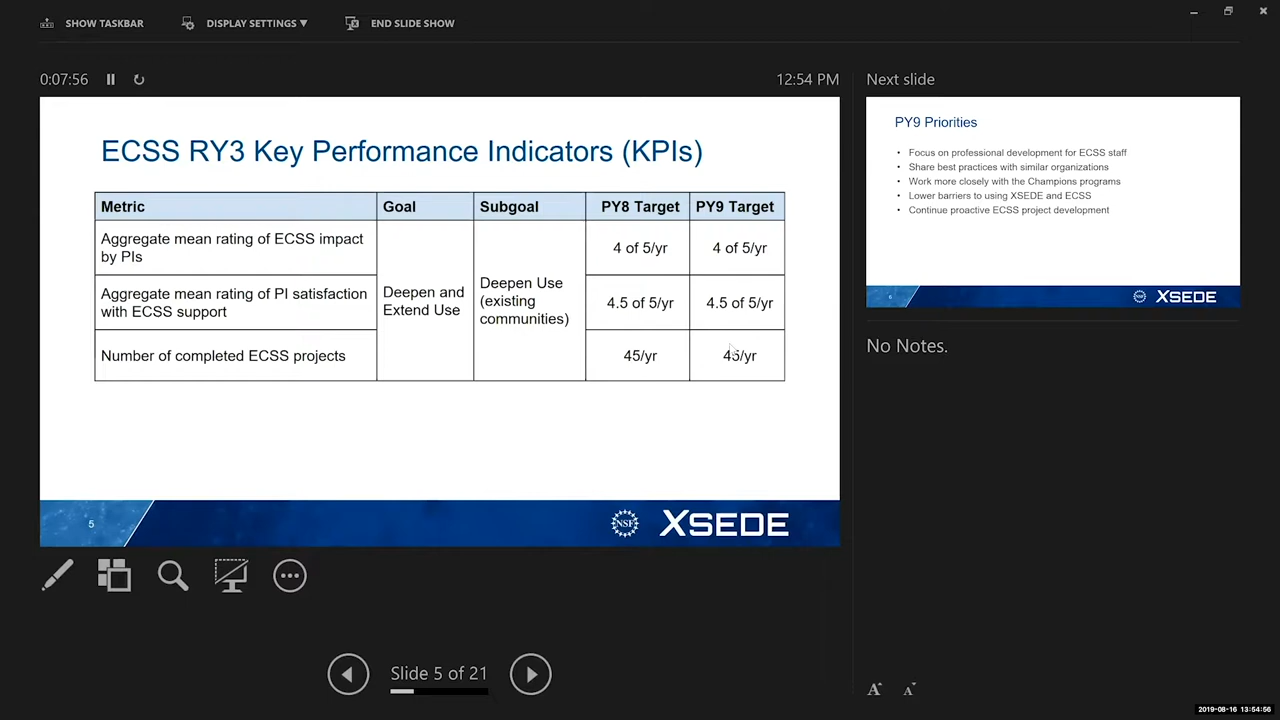 SHOW TASKBAR
DISPLAY SETTINGS ▼
END SLIDE SHOW
0:07:56
12:54 PM
ECSS RY3 Key Performance Indicators (KPIs)
Metric Goal Subgoal PY8 Target PY9 Target
Aggregate mean rating of ECSS impact
by PIs
4 of 5/yr 4 of 5/yr
Aggregate mean rating of PI satisfaction
with ECSS support
Deepen and
Extend Use
Deepen Use
(existing
communities)
4.5 of 5/yr 4.5 of 5/yr
Number of completed ECSS projects
45/yr 45/yr
5
NSF
XSEDE
Next slide
PY9 Priorities
• Focus on professional development for ECSS staff
• Share best practices with similar organizations
• Work more closely with the Champions programs
• Lower barriers to using XSEDE and ECSS
• Continue proactive ECSS project development
6
XSEDE
No Notes.
Slide 5 of 21
A A
2019-08-16 13:54:56